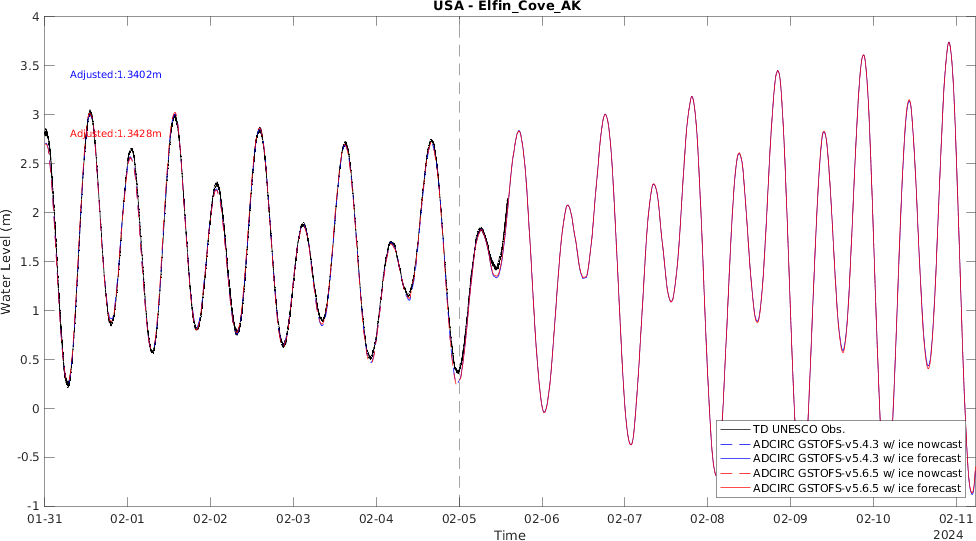 USA - Elfin_Cove_AK
4
3.5
3
2.5
2
1.5
1
0.5
0
-0.5
-1
Water Level (m)
Adjusted:1.3402m
Adjusted:1.3428m
TD UNESCO Obs.
ADCIRC GSTOFS-v5.4.3 w/ ice nowcast
ADCIRC GSTOFS-v5.4.3 w/ ice forecast
ADCIRC GSTOFS-v5.6.5 w/ ice nowcast
ADCIRC GSTOFS-v5.6.5 w/ ice forecast
01-31 02-01 02-02 02-03 02-04 02-05 02-06 02-07 02-08 02-09 02-10 02-11
Time
2024